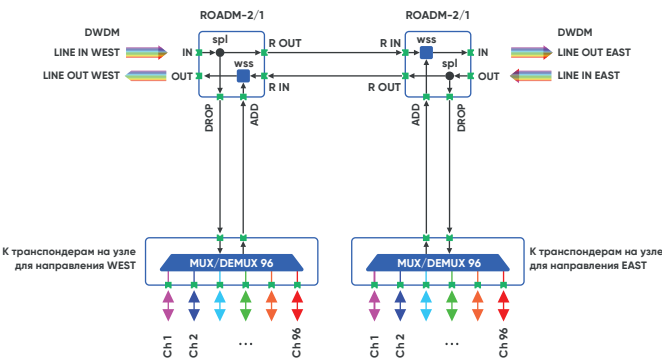 ROADM-2/1
ROADM-2/1
DWDM
LINE IN WEST
LINE OUT WEST
IN
OUT
spl
wss
R OUT
R IN
DROP
ADD
R IN
R OUT
wss
spl
IN
OUT
ADD
DROP
DWDM
LINE OUT EAST
LINE IN EAST
К транспондерам на узле
для направления WEST
MUX/DEMUX 96
MUX/DEMUX 96
К транспондерам на узле
для направления EAST
Ch 1
Ch 2
...
Ch 96
Ch 1
Ch 2
...
Ch 96